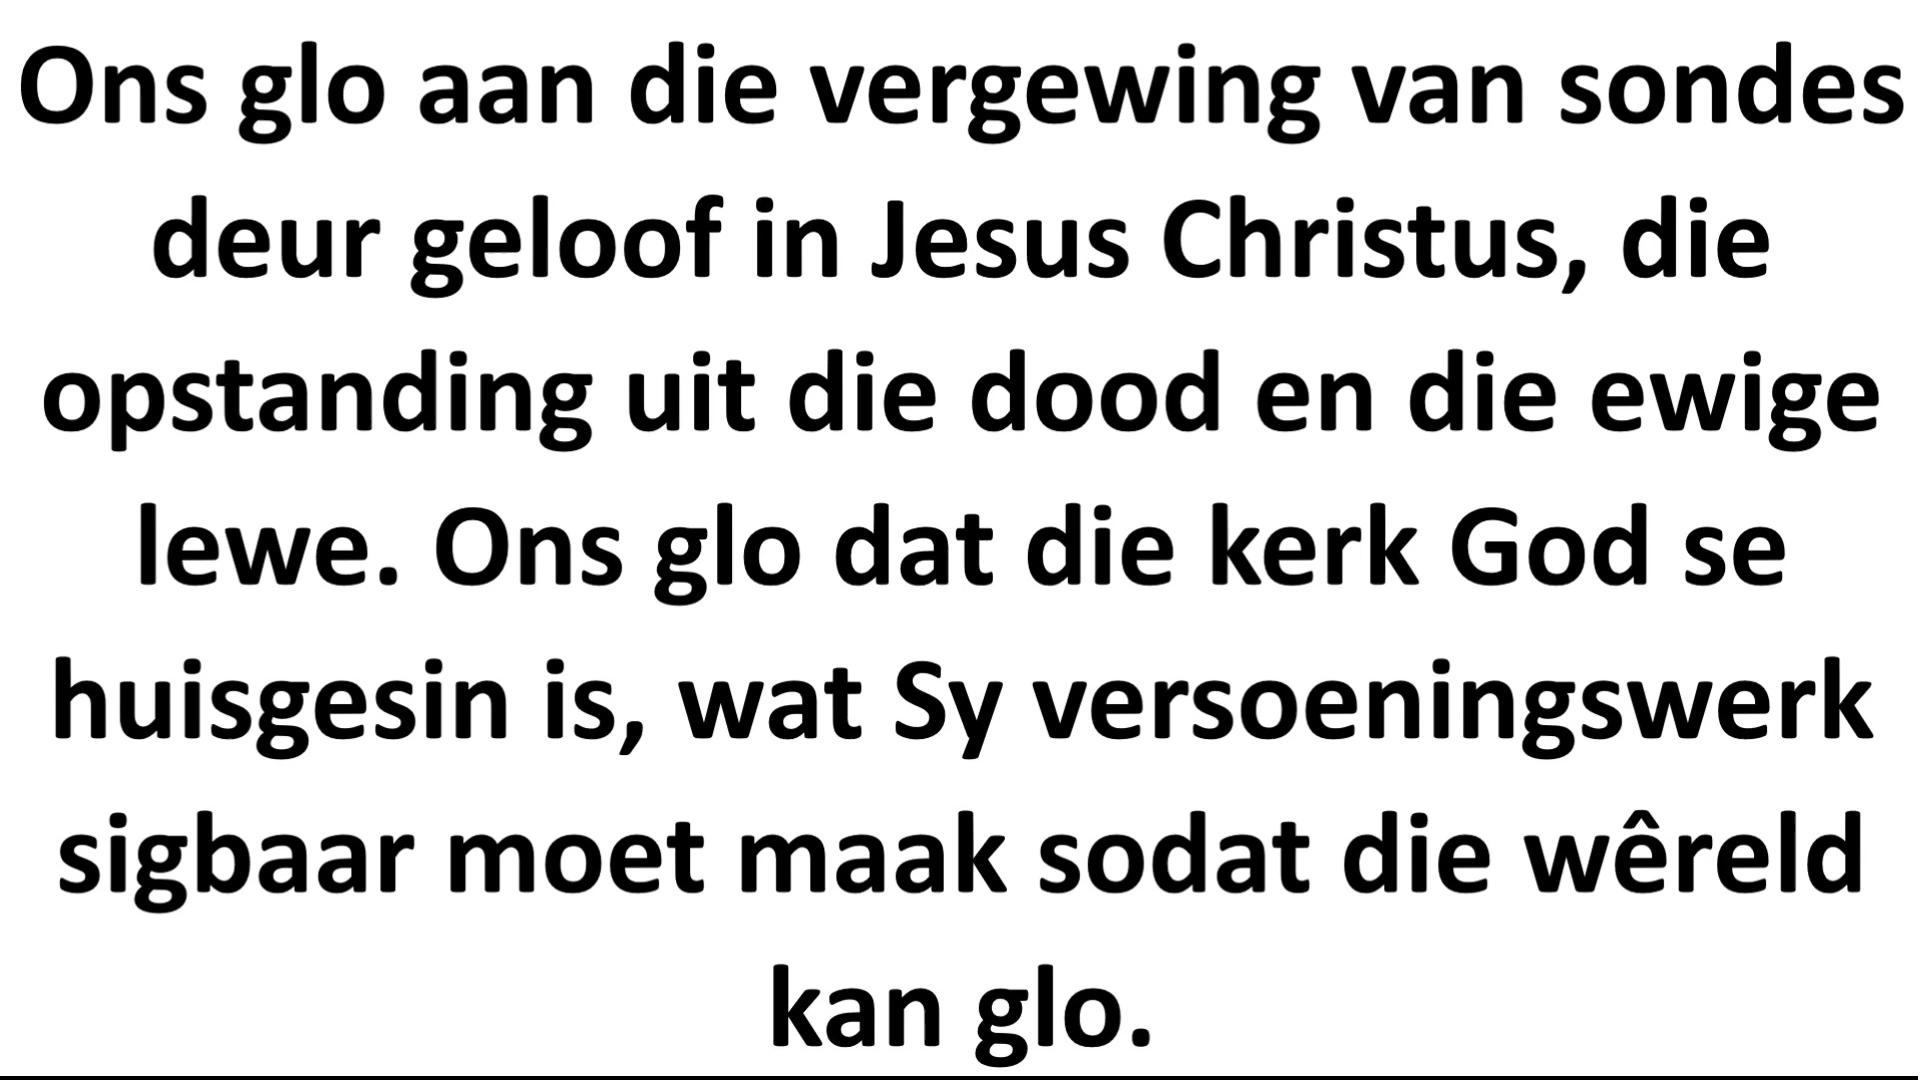 Ons glo aan die vergewing van sondes
deur geloof in Jesus Christus, die
opstanding uit die dood en die ewige
lewe. Ons glo dat die kerk God se
huisgesin is, wat Sy versoeningswerk
sigbaar moet maak sodat die wêreld
kan glo.